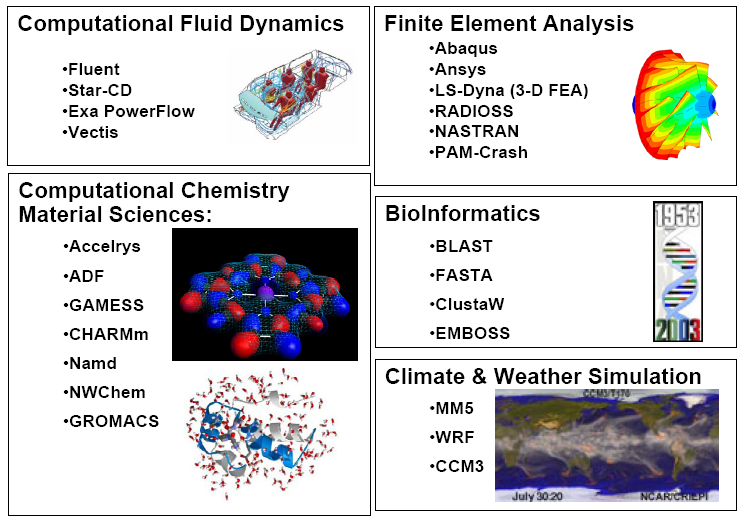 Computational Fluid Dynamics
•Fluent
•Star-CD
•Exa PowerFlow
•Vectis
Finite Element Analysis
•Abaqus
•Ansys
•LS-Dyna (3-D FEA)
•RADIOSS
•NASTRAN
•PAM-Crash
Computational Chemistry
Material Sciences:
•Accelrys
•ADF
•GAMESS
•CHARMm
•Namd
•NWChem
•GROMACS
BioInformatics
•BLAST
•FASTA
•ClustaW
•EMBOSS
1953
2003
Climate & Weather Simulation
•MM5
•WRF
•CCM3
CCM3/T170
July 30:20
NCAR/CRIEPI